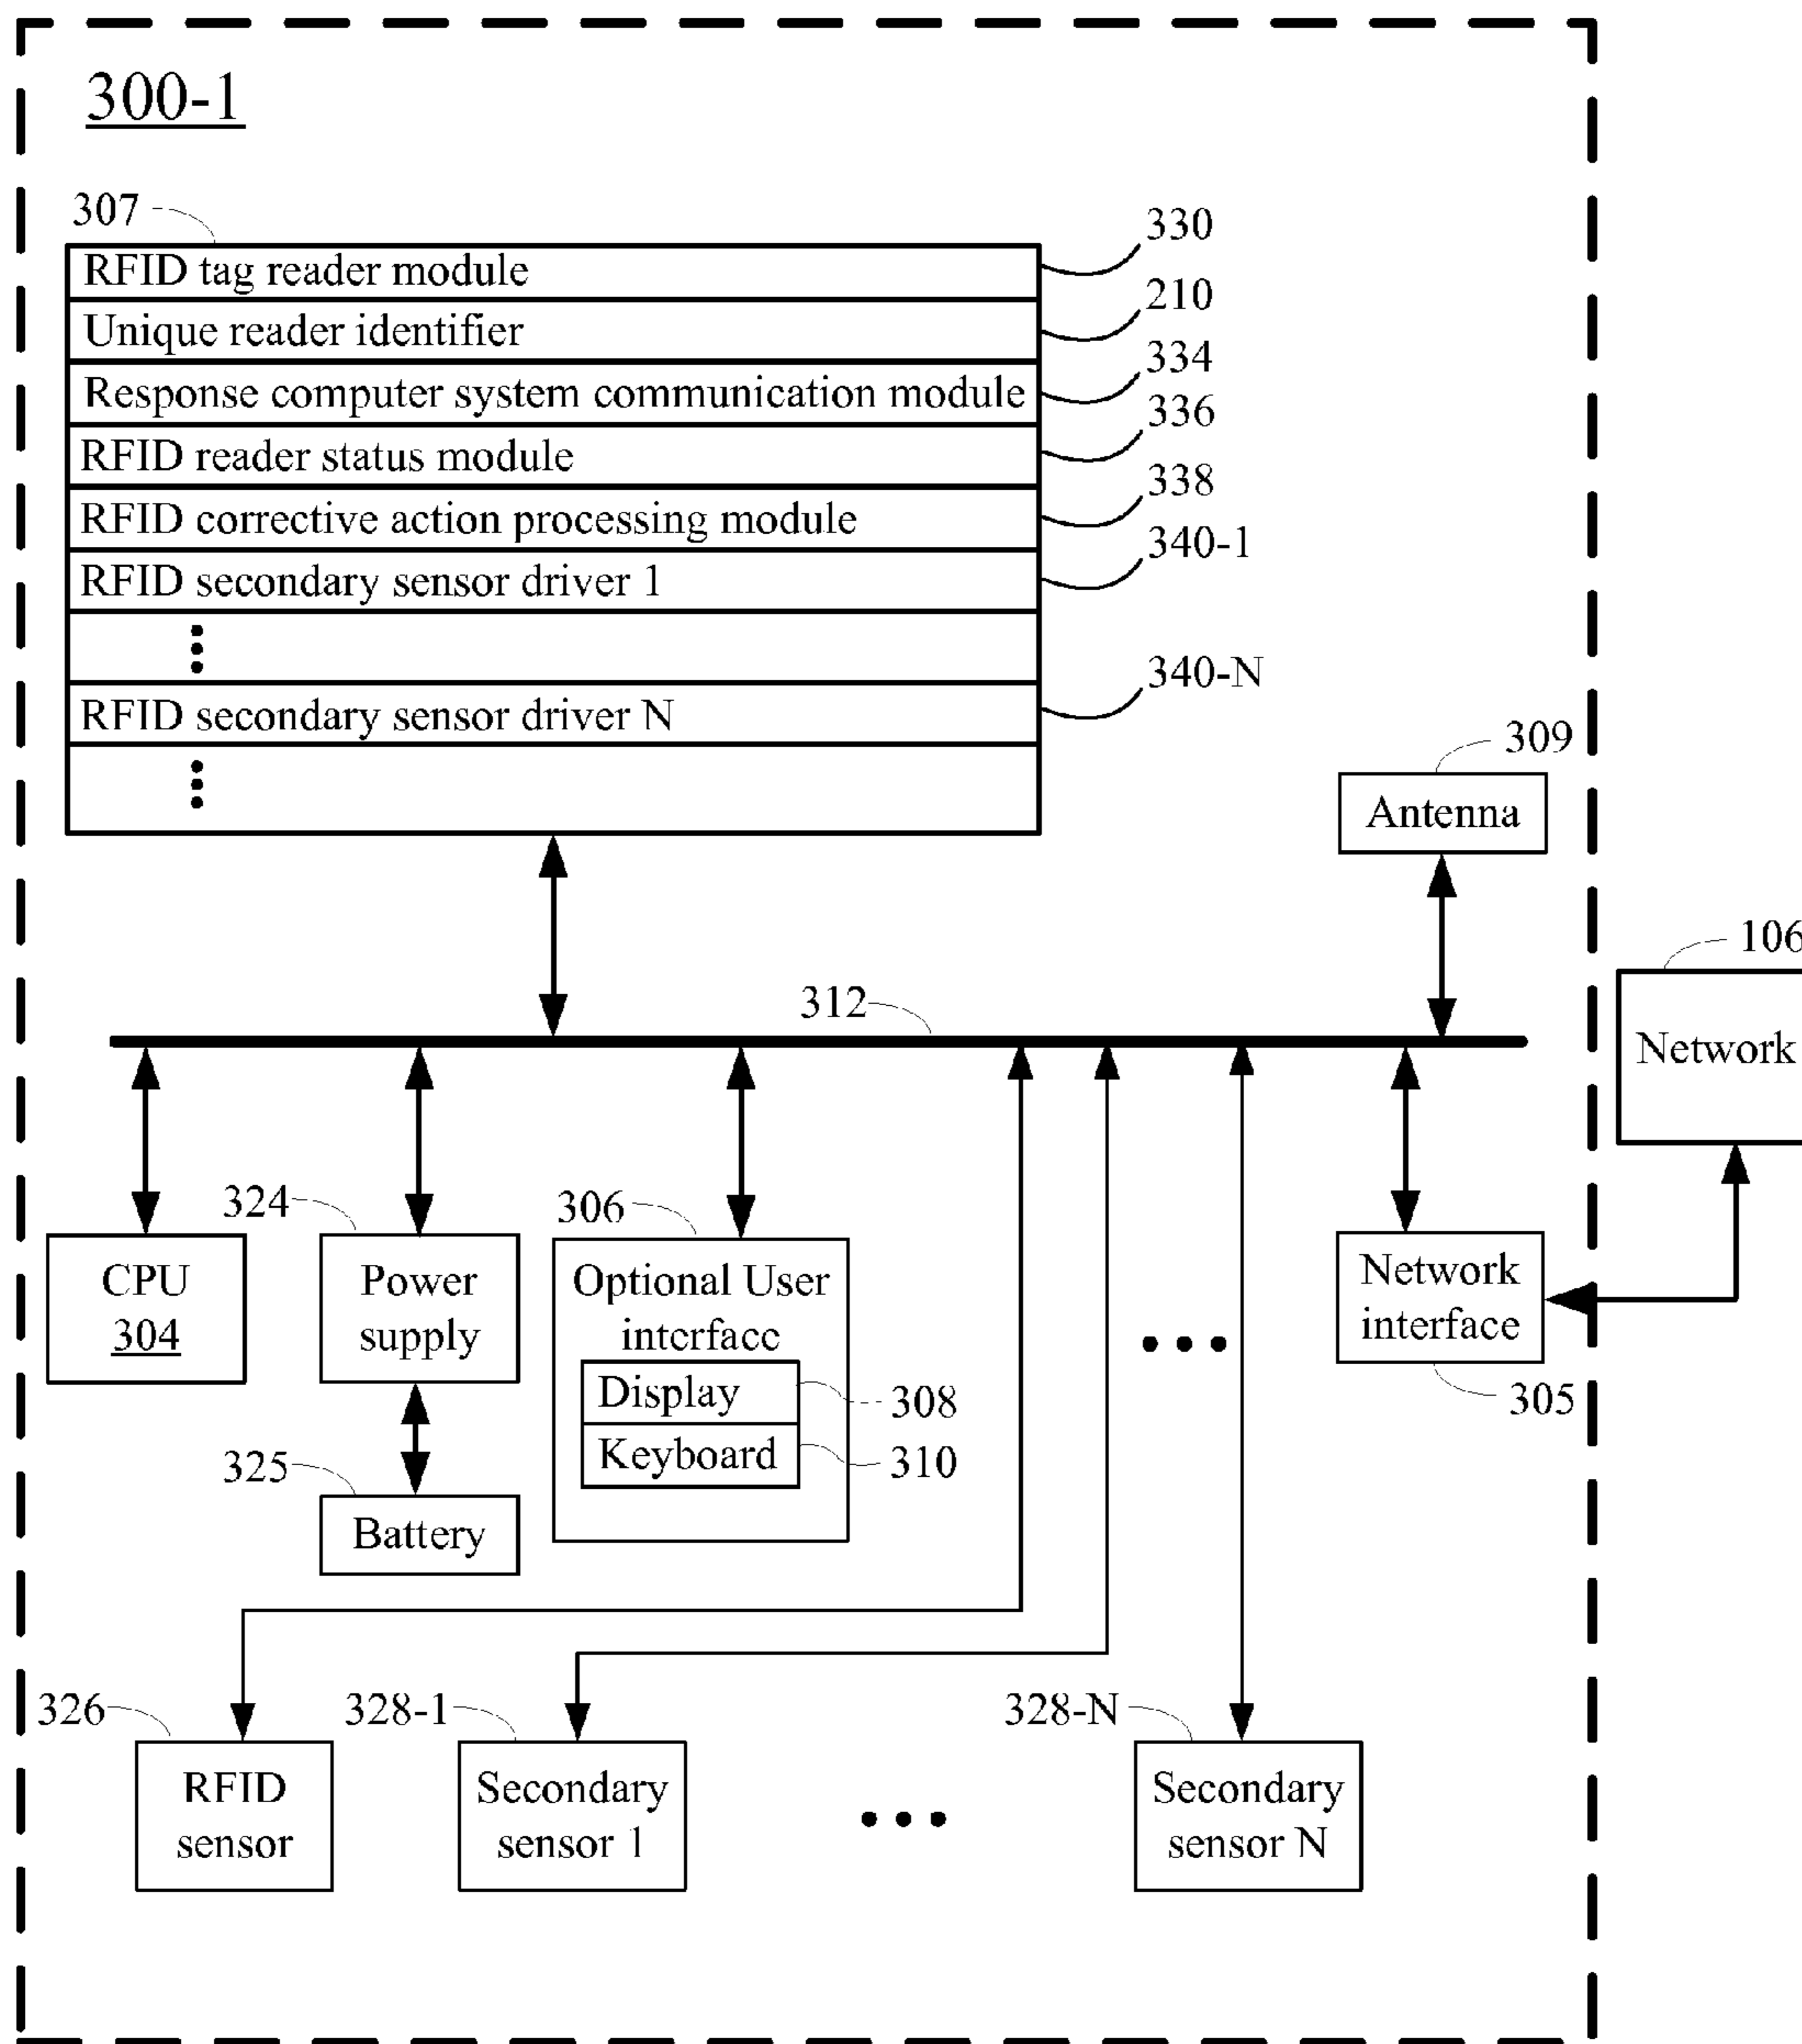 300-1
307
330
RFID tag reader module
210
Unique reader identifier
334
Response computer system communication module
336
RFID reader status module
338
RFID corrective action processing module
340-1
RFID secondary sensor driver 1
340-N
RFID secondary sensor driver N
309
Antenna
106
312
Network
324
306
CPU
304
Power
supply
Optional User
interface
Network
interface
Display
308
305
Keyboard
310
325
Battery
326
328-1
328-N
RFID
sensor
Secondary
sensor 1
Secondary
sensor N